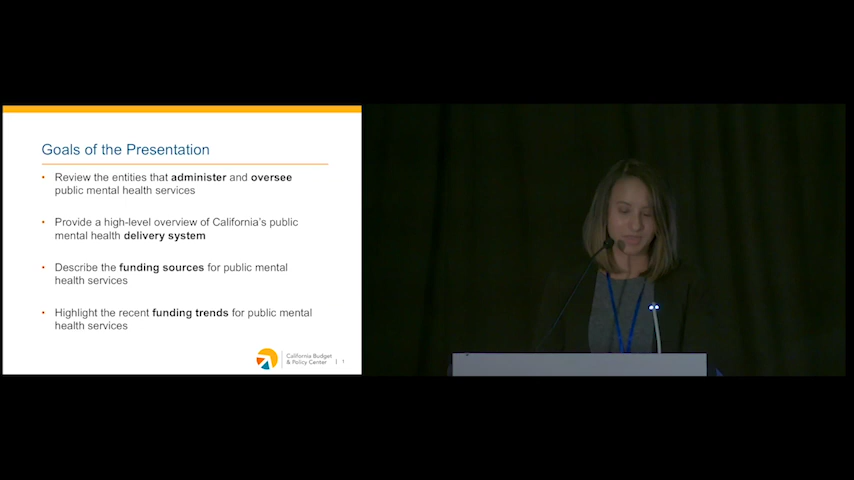 Goals of the Presentation
• Review the entities that administer and oversee
public mental health services
• Provide a high-level overview of California's public
mental health delivery system
• Describe the funding sources for public mental
health services
• Highlight the recent funding trends for public mental
health services
California Budget
& Policy Center | 1